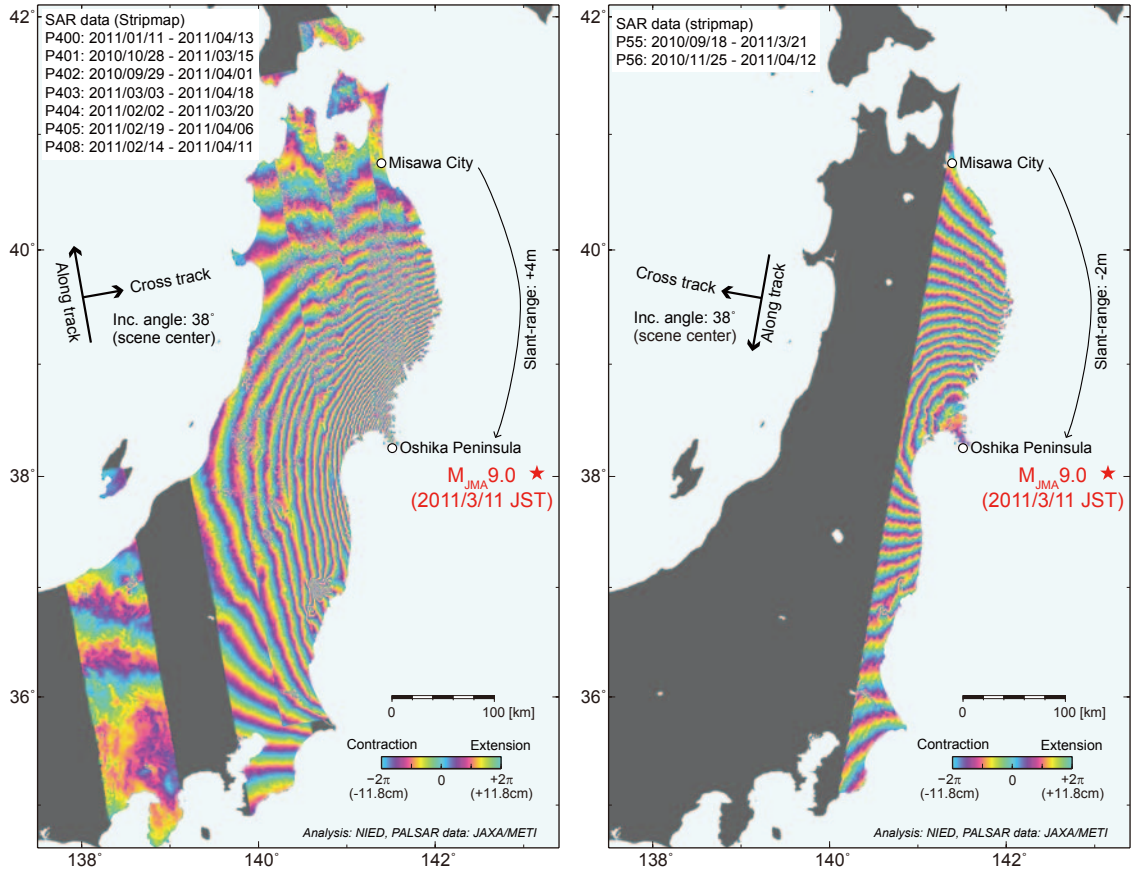 SAR data (Stripmap)
P400: 2011/01/11 - 2011/04/13
P401: 2010/10/28 - 2011/03/15
P402: 2010/09/29 - 2011/04/01
P403: 2011/03/03 - 2011/04/18
P404: 2011/02/02 - 2011/03/20
P405: 2011/02/19 - 2011/04/06
P408: 2011/02/14 - 2011/04/11
42˚
40˚
38˚
36˚
Misawa City
Along track
Cross track
Inc. angle: 38˚
(scene center)
Slant-range: +4m
Oshika Peninsula
MJMA9.0 ★
(2011/3/11 JST)
0 100 [km]
Contraction Extension
−2π 0 +2π
(-11.8cm) (+11.8cm)
Analysis: NIED, PALSAR data: JAXA/METI
138˚ 140˚ 142˚
SAR data (stripmap)
P55: 2010/09/18 - 2011/3/21
P56: 2010/11/25 - 2011/04/12
42˚
40˚
38˚
36˚
Misawa City
Cross track
Along track
Inc. angle: 38˚
(scene center)
Slant-range: -2m
Oshika Peninsula
MJMA9.0 ★
(2011/3/11 JST)
0 100 [km]
Contraction Extension
−2π 0 +2π
(-11.8cm) (+11.8cm)
Analysis: NIED, PALSAR data: JAXA/METI
138˚ 140˚ 142˚